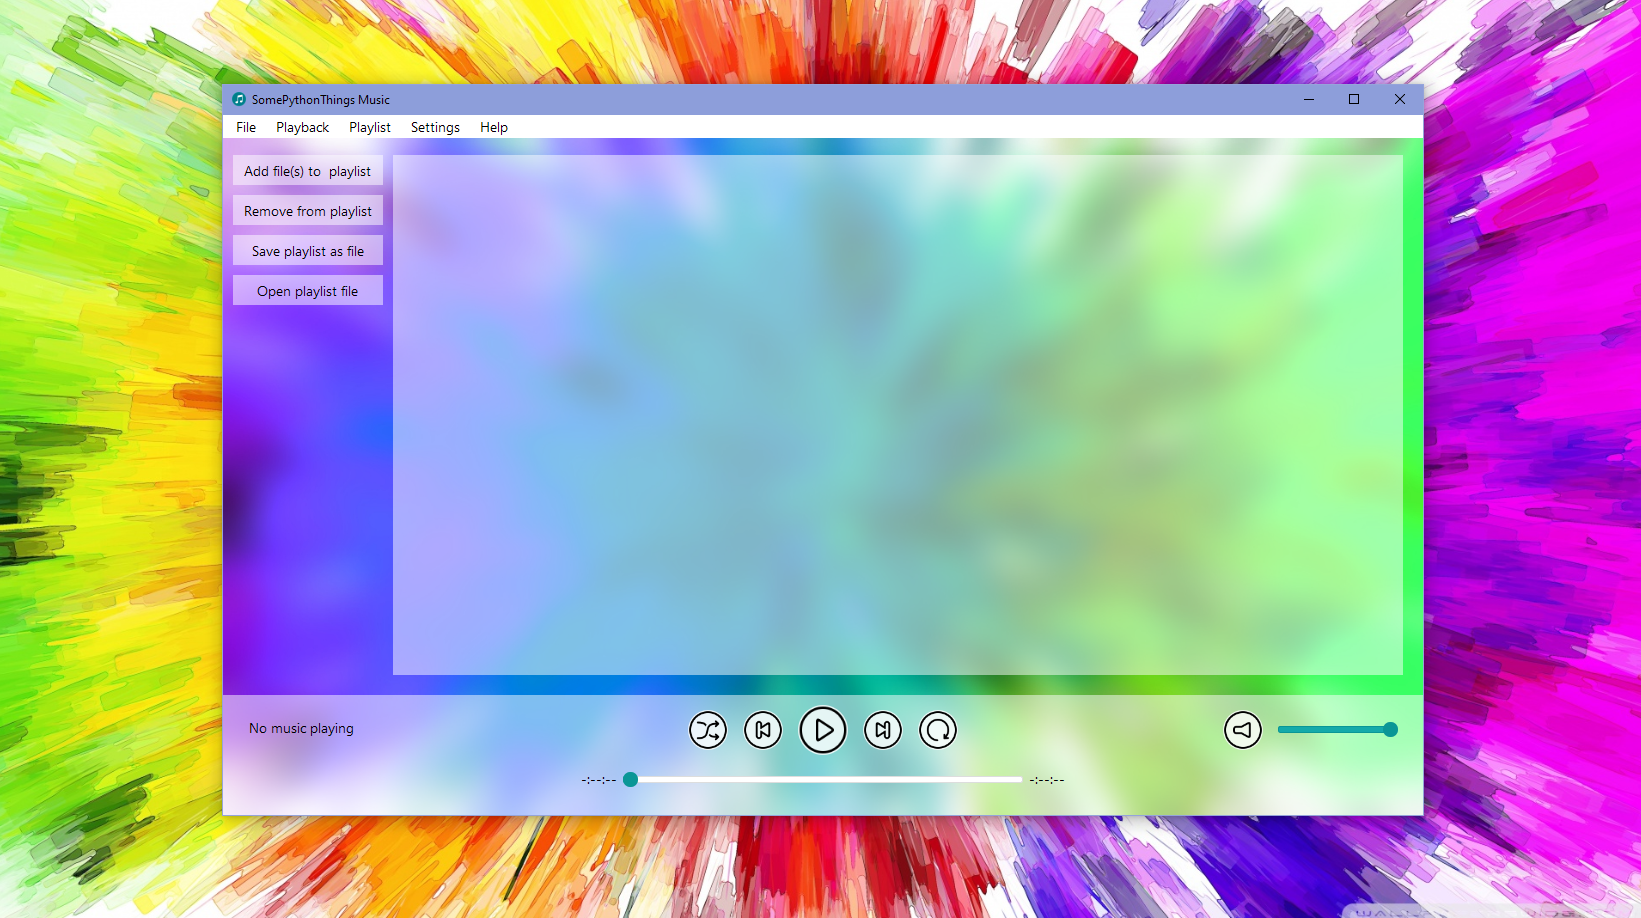 SomePythonThings Music
File Playback Playlist Settings Help
Add file(s) to  playlist
Remove from playlist
Save playlist as file
Open playlist file
No music playing
-:--:-- -:--:--